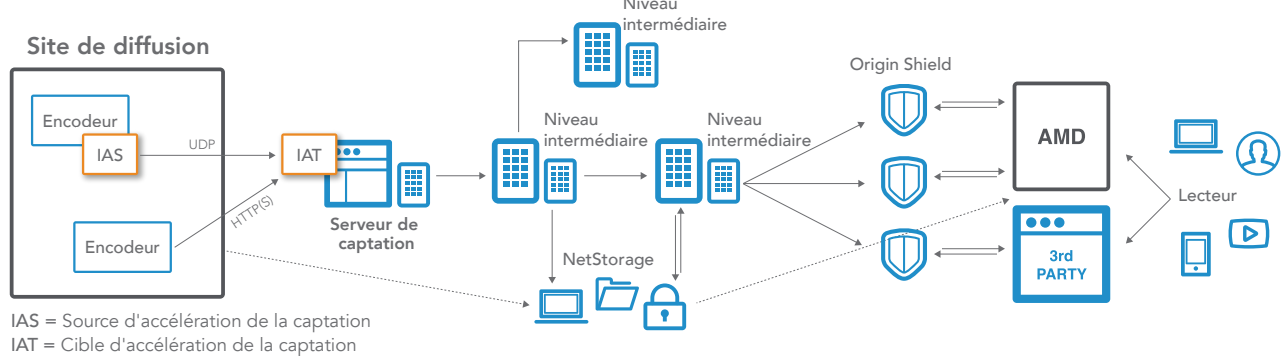 Niveau
intermédiaire
Site de diffusion
Origin Shield
Encodeur
IAS
UDP
IAT
Niveau
intermédiaire
Niveau
intermédiaire
AMD
HTTP(S)
Encodeur
Serveur de
captation
Lecteur
NetStorage
3rd
PARTY
IAS = Source d'accélération de la captation
IAT = Cible d'accélération de la captation